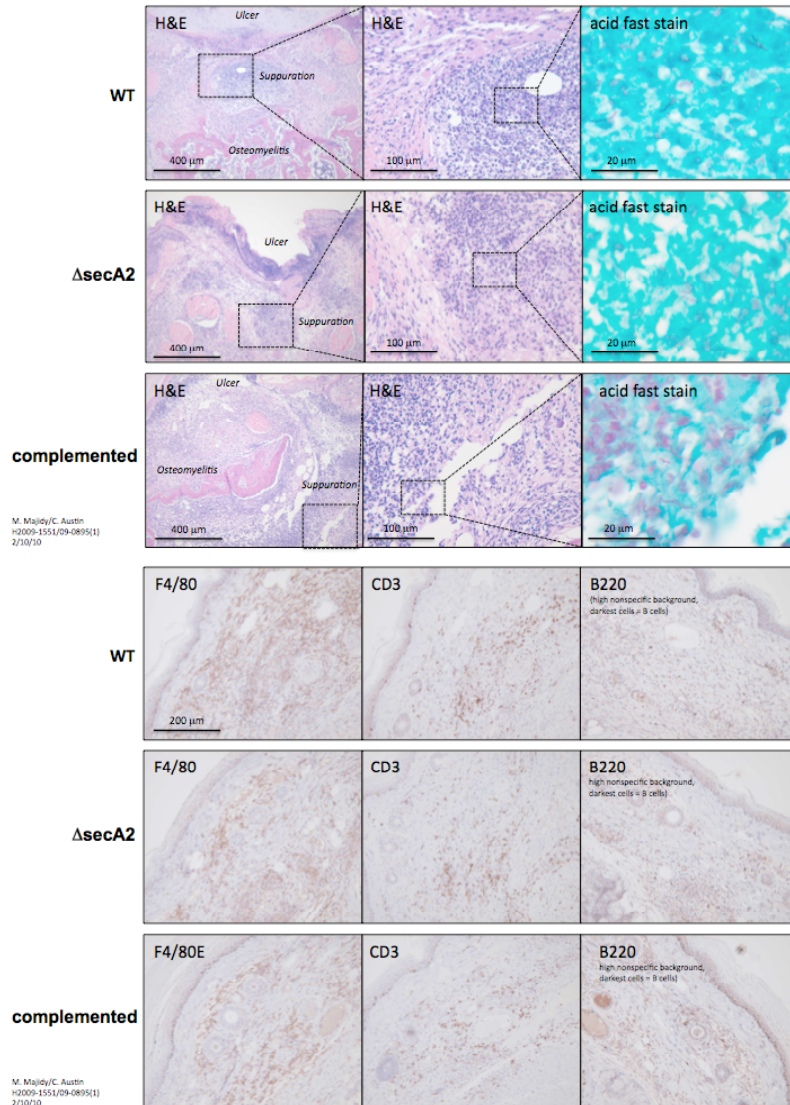 H&E
Ulcer
Suppuration
Osteomyelitis
400 µm
H&E
100 µm
acid fast stain
20 µm
WT
H&E
Ulcer
Suppuration
400 µm
H&E
100 µm
acid fast stain
20 µm
ΔsecA2
H&E
Ulcer
Osteomyelitis
Suppuration
400 µm
H&E
100 µm
acid fast stain
20 µm
complemented
M. Majidy/C. Austin
H2009-1551/09-0895(1)
2/10/10
F4/80
200 µm
CD3
B220
(high nonspecific background,
darkest cells = B cells)
WT
F4/80
CD3
B220
high nonspecific background,
darkest cells = B cells)
ΔsecA2
F4/80E
CD3
B220
high nonspecific background,
darkest cells = B cells)
complemented
M. Majidy/C. Austin
H2009-1551/09-0895(1)
2/10/10